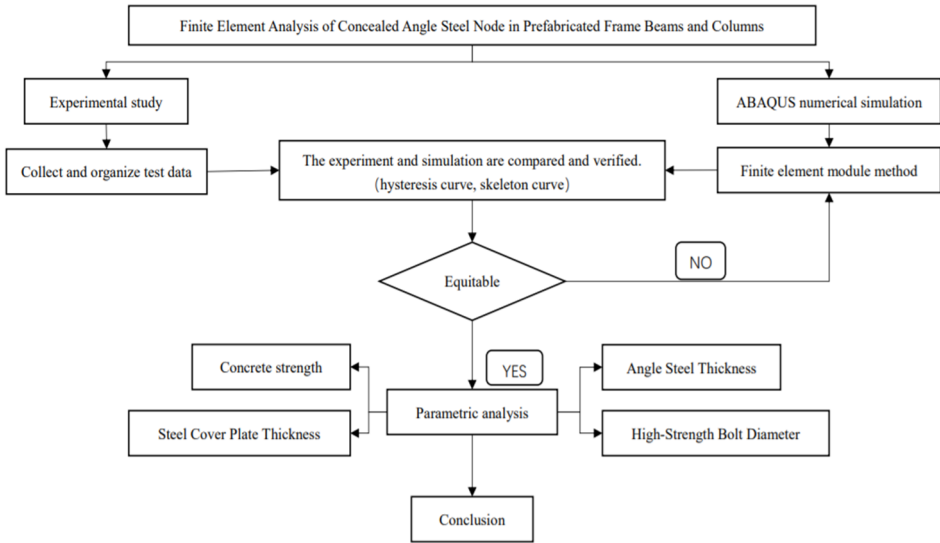 Finite Element Analysis of Concealed Angle Steel Node in Prefabricated Frame Beams and Columns
Experimental study
ABAQUS numerical simulation
Collect and organize test data
The experiment and simulation are compared and verified.
(hysteresis curve, skeleton curve)
Finite element module method
Equitable
NO
YES
Concrete strength
Angle Steel Thickness
Parametric analysis
Steel Cover Plate Thickness
High-Strength Bolt Diameter
Conclusion